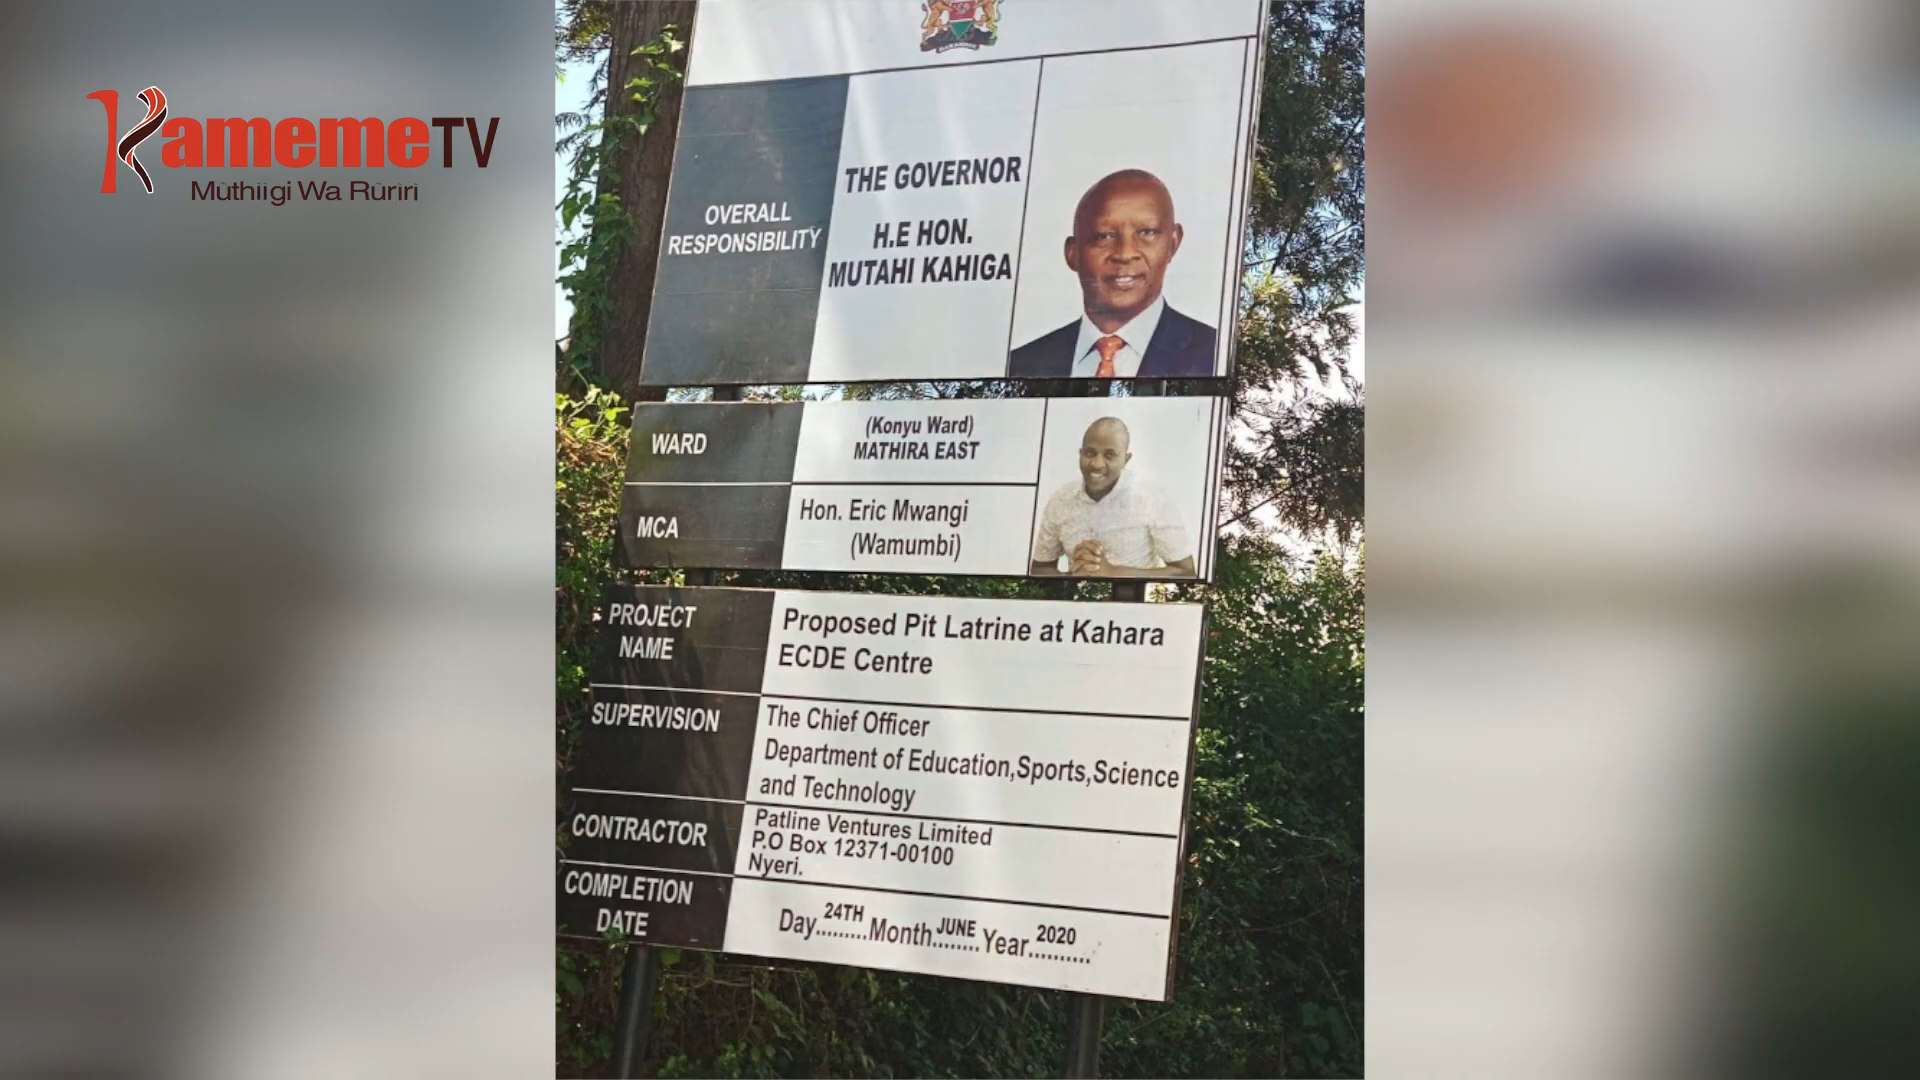 Kameme TV
Mũthiigi Wa Rũrĩrĩ
OVERALL
RESPONSIBILITY
THE GOVERNOR
H.E HON.
MUTAHI KAHIGA
WARD
(Konyu Ward)
MATHIRA EAST
MCA
Hon. Eric Mwangi
(Wamumbi)
PROJECT
NAME
Proposed Pit Latrine at Kahara
ECDE Centre
SUPERVISION
The Chief Officer
Department of Education,Sports,Science
and Technology
CONTRACTOR
Patline Ventures Limited
P.O Box 12371-00100
Nyeri.
COMPLETION
DATE
Day.........24TH Month........JUNE Year..........2020